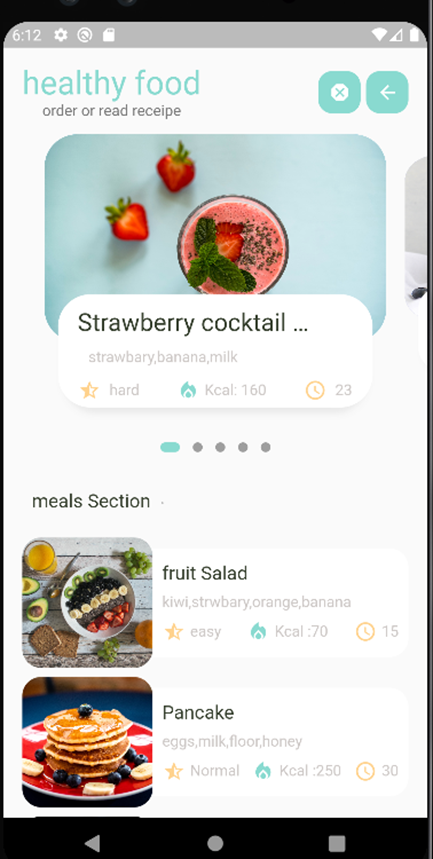 6:12
healthy food
order or read receipe
Strawberry cocktail ...
strawbary,banana,milk
hard Kcal: 160 23
meals Section
fruit Salad
kiwi,strwbary,orange,banana
easy Kcal :70 15
Pancake
eggs,milk,floor,honey
Normal Kcal :250 30